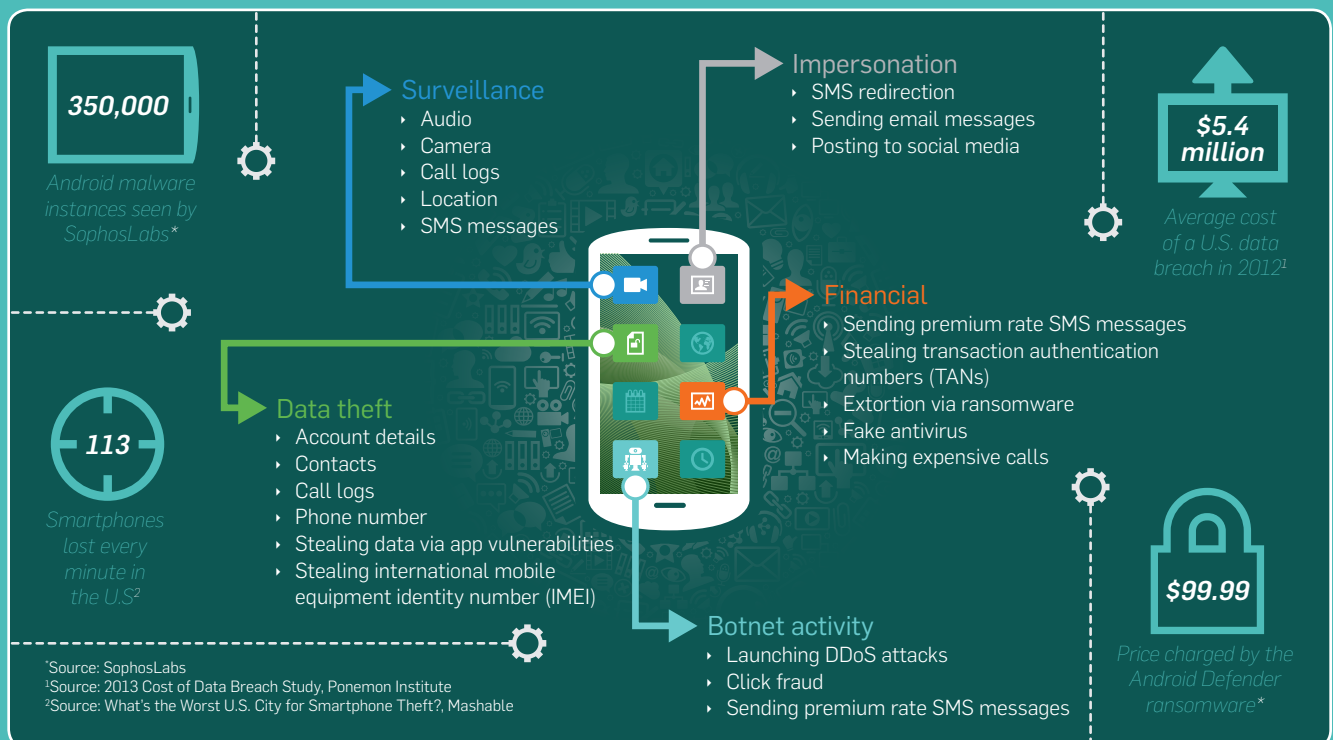 350,000
Android malware
instances seen by
SophosLabs*
Surveillance
‣ Audio
‣ Camera
‣ Call logs
‣ Location
‣ SMS messages
Impersonation
‣ SMS redirection
‣ Sending email messages
‣ Posting to social media
$5.4
million
Average cost
of a U.S. data
breach in 2012¹
Financial
‣ Sending premium rate SMS messages
‣ Stealing transaction authentication
numbers (TANs)
‣ Extortion via ransomware
‣ Fake antivirus
‣ Making expensive calls
113
Smartphones
lost every
minute in
the U.S²
Data theft
‣ Account details
‣ Contacts
‣ Call logs
‣ Phone number
‣ Stealing data via app vulnerabilities
‣ Stealing international mobile
equipment identity number (IMEI)
Botnet activity
‣ Launching DDoS attacks
‣ Click fraud
‣ Sending premium rate SMS messages
$99.99
Price charged by the
Android Defender
ransomware*
*Source: SophosLabs
¹Source: 2013 Cost of Data Breach Study, Ponemon Institute
²Source: What's the Worst U.S. City for Smartphone Theft?, Mashable